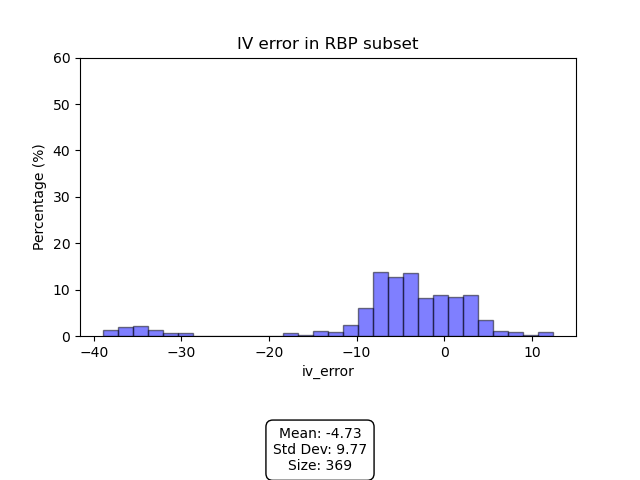 IV error in RBP subset
60
50
40
30
20
10
0
Percentage (%)
−40
−30
−20
−10
0
10
iv_error
Mean: -4.73
Std Dev: 9.77
Size: 369